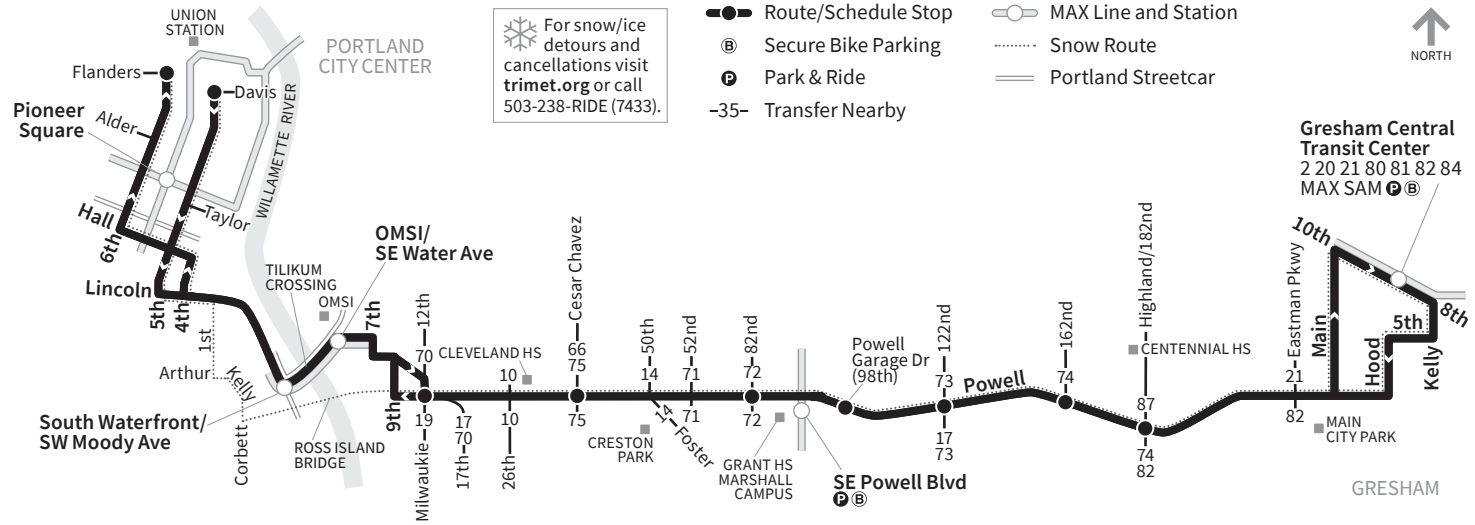 UNION
STATION
PORTLAND
CITY CENTER
For snow/ice
detours and
cancellations visit
trimet.org or call
503-238-RIDE (7433).
Route/Schedule Stop
B Secure Bike Parking
P Park & Ride
-35- Transfer Nearby
MAX Line and Station
Snow Route
Portland Streetcar
NORTH
Flanders
Davis
Pioneer
Square
Alder
WILLAMETTE RIVER
Taylor
Hall
6th
Lincoln
5th
4th
1st
Arthur
Kelly
Corbett
South Waterfront/
SW Moody Ave
TILIKUM
CROSSING
OMSI
OMSI/
SE Water Ave
ROSS ISLAND
BRIDGE
7th
9th
12th
70
19
Milwaukie
17
70
17th
CLEVELAND HS
10
10
26th
Cesar Chavez
66
75
75
50th
14
14
Foster
CRESTON
PARK
52nd
71
71
82nd
72
72
GRANT HS
MARSHALL
CAMPUS
SE Powell Blvd
P B
Powell
Garage Dr
(98th)
122nd
73
17
73
Powell
162nd
74
Highland/182nd
87
74
82
CENTENNIAL HS
Eastman Pkwy
21
82
MAIN
CITY PARK
Gresham Central
Transit Center
2 20 21 80 81 82 84
MAX SAM P B
10th
Main
Hood
5th
Kelly
8th
GRESHAM